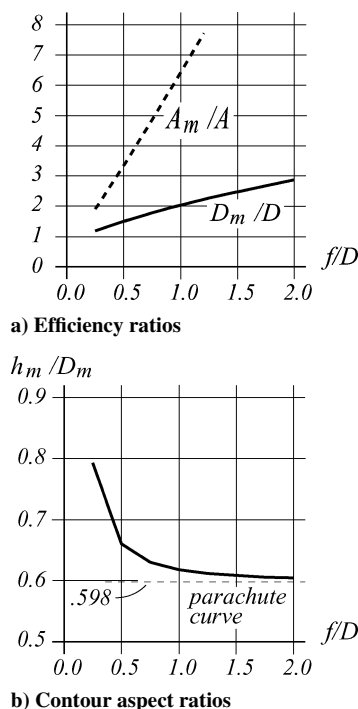 8
7
6
5
4
3
2
1
0
A_m /A
D_m /D
f/D
0.0 0.5 1.0 1.5 2.0
a) Efficiency ratios
h_m /D_m
0.9
0.8
0.7
0.6
0.5
.598
parachute
curve
f/D
0.0 0.5 1.0 1.5 2.0
b) Contour aspect ratios